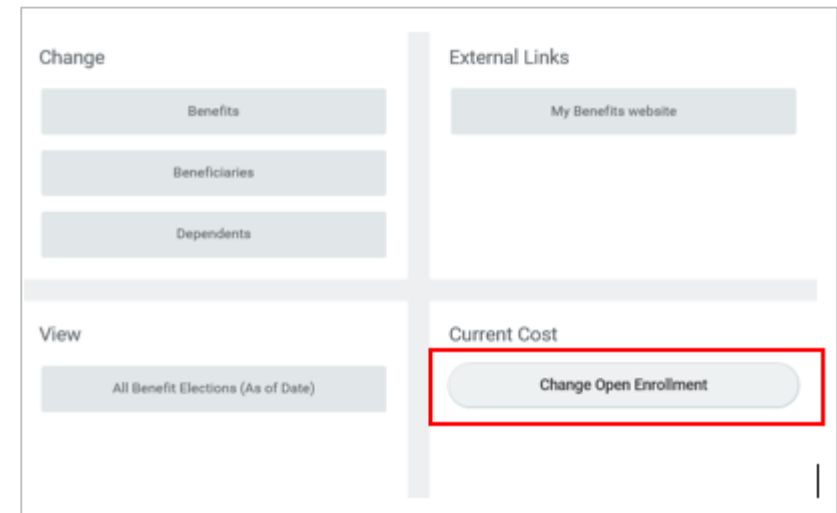 Change
Benefits
Beneficiaries
Dependents
External Links
My Benefits website
View
All Benefit Elections (As of Date)
Current Cost
Change Open Enrollment